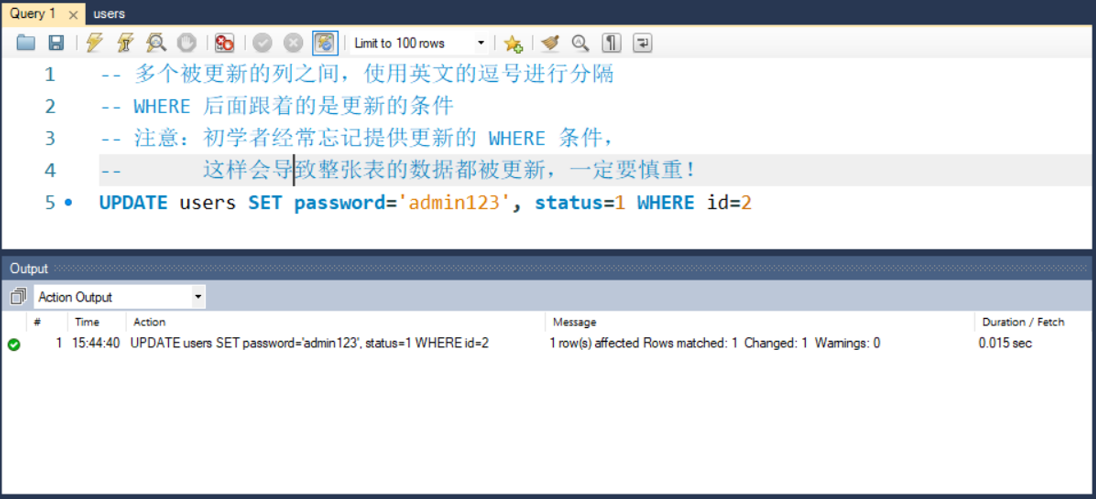 Query 1 × users
Limit to 100 rows
1 -- 多个被更新的列之间，使用英文的逗号进行分隔
2 -- WHERE 后面跟着的是更新的条件
3 -- 注意：初学者经常忘记提供更新的 WHERE 条件，
4 -- 这样会导致整张表的数据都被更新，一定要慎重！
5 UPDATE users SET password='admin123', status=1 WHERE id=2
Output
Action Output
# Time Action Message Duration / Fetch
1 15:44:40 UPDATE users SET password='admin123', status=1 WHERE id=2 1 row(s) affected Rows matched: 1 Changed: 1 Warnings: 0 0.015 sec